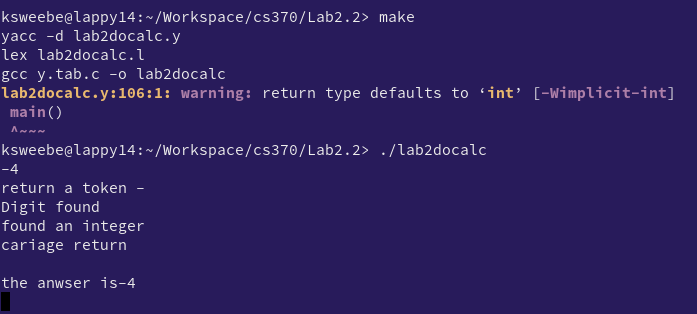 ksweebe@lappy14:~/Workspace/cs370/Lab2.2> make
yacc -d lab2docalc.y
lex lab2docalc.l
gcc y.tab.c -o lab2docalc
lab2docalc.y:106:1: warning: return type defaults to ‘int’ [-Wimplicit-int]
 main()
 ^~~~
ksweebe@lappy14:~/Workspace/cs370/Lab2.2> ./lab2docalc
-4
return a token -
Digit found
found an integer
cariage return
the anwser is-4